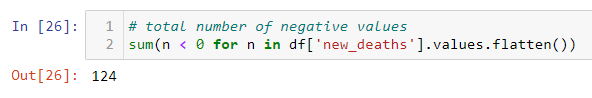 In [26]: 1 # total number of negative values
2 sum(n < 0 for n in df['new_deaths'].values.flatten())
Out[26]: 124